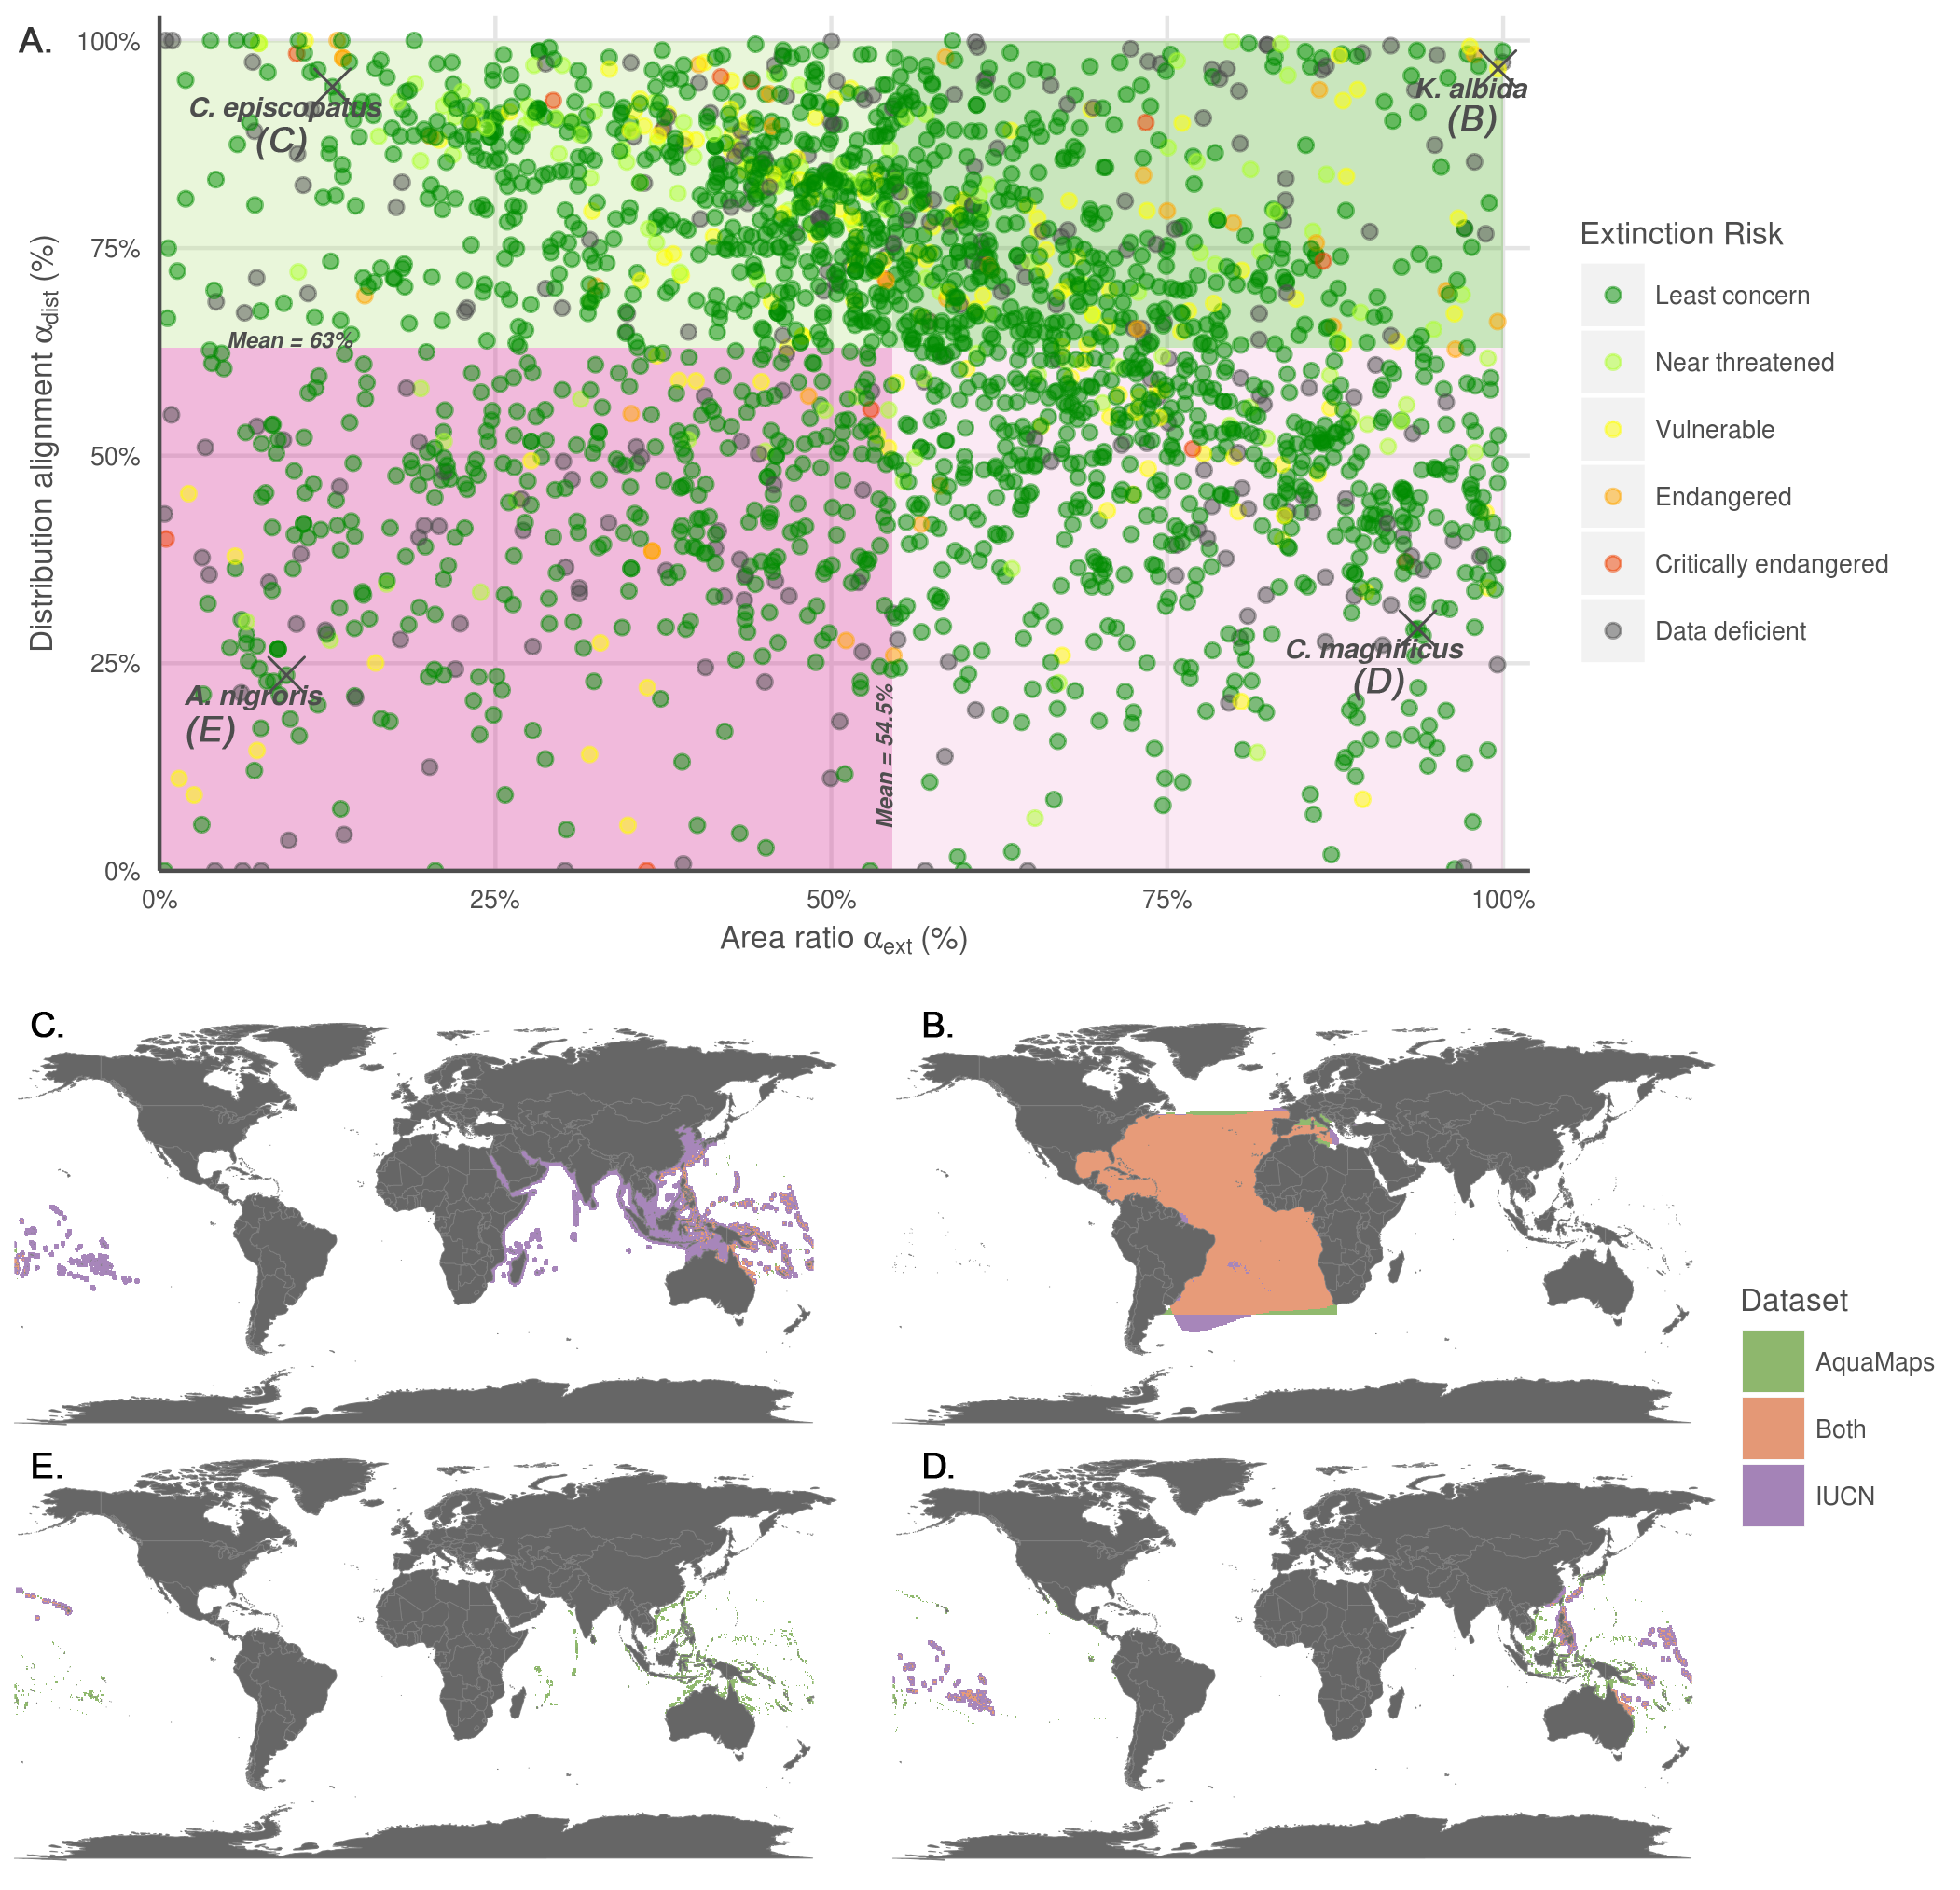 A.
100%
75%
50%
25%
0%
Distribution alignment αdist (%)
C. episcopatus
(C)
K. albida
(B)
Mean = 63%
C. magnificus
(D)
A. nigroris
(E)
Mean = 54.5%
0%
25%
50%
75%
100%
Area ratio αext (%)
Extinction Risk
Least concern
Near threatened
Vulnerable
Endangered
Critically endangered
Data deficient
C.
B.
E.
D.
Dataset
AquaMaps
Both
IUCN